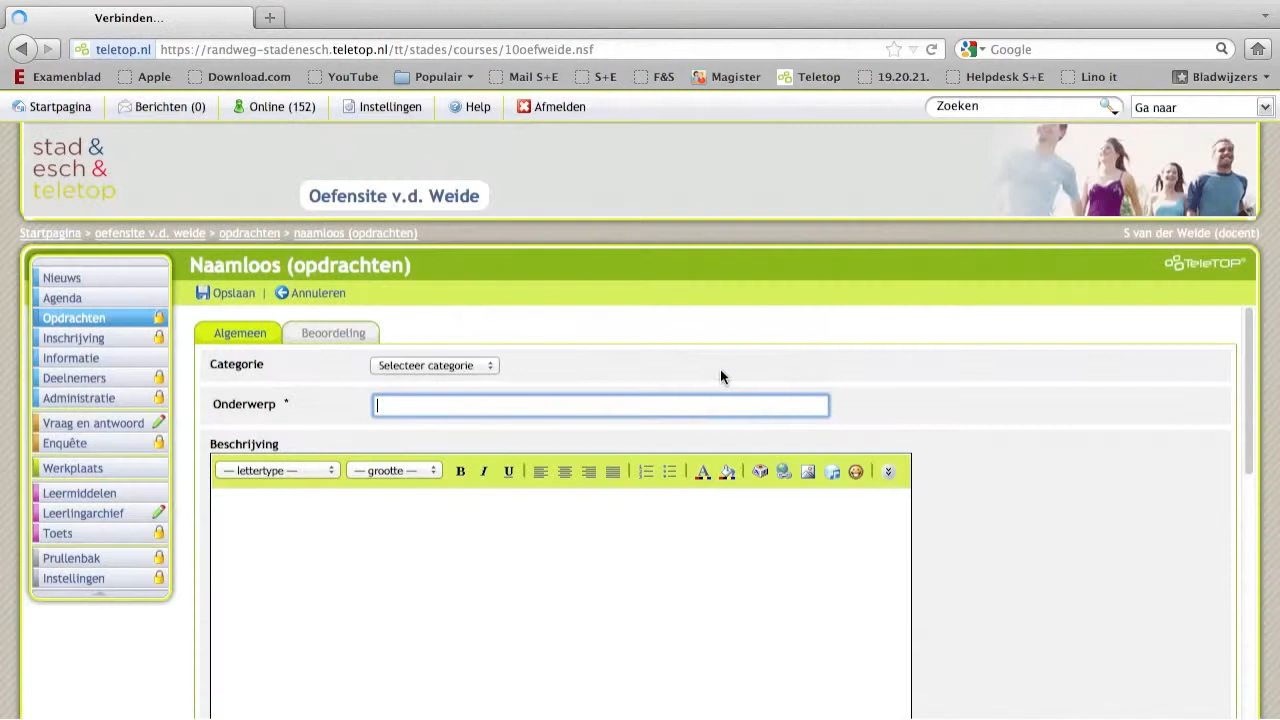 Verbinden...
teletop.nl https://randweg-stadenesch.teletop.nl/tt/stades/courses/10oefweide.nsf Google
Examenblad Apple Download.com YouTube Populair Mail S+E S+E F&S Magister Teletop 19.20.21. Helpdesk S+E Lion it Bladwijzers
Startpagina Berichten (0) Online (152) Instellingen Help Afmelden Zoeken Ga naar
stad &
esch &
teletop
Oefensite v.d. Weide
Startpagina > oefensite v.d. weide > opdrachten > naamloos (opdrachten) S van der Weide (docent)
Naamloos (opdrachten) TeleTOP
Opslaan | Annuleren
Nieuws
Agenda
Opdrachten
Inschrijving
Informatie
Deelnemers
Administratie
Vraag en antwoord
Enquête
Werkplaats
Leermiddelen
Leerlingarchief
Toets
Prullenbak
Instellingen
Algemeen Beoordeling
Categorie Selecteer categorie
Onderwerp *
Beschrijving
— lettertype — — grootte — B I U A